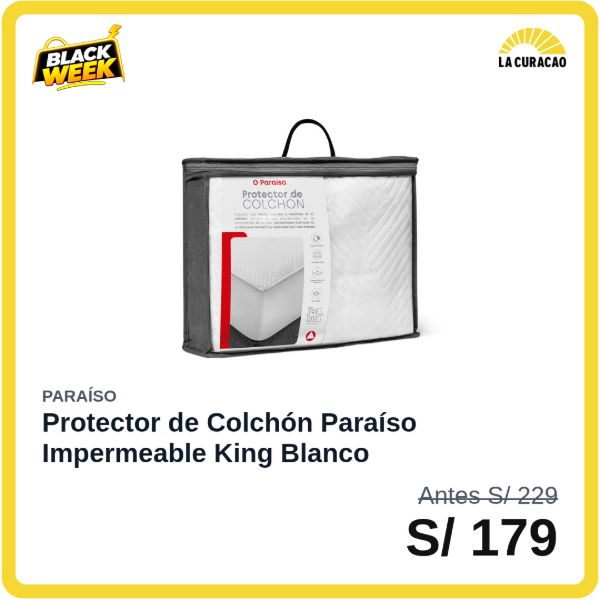 BLACK
WEEK
LA CURACAO
Paraíso
Protector de
COLCHÓN
PARAÍSO
Protector de Colchón Paraíso
Impermeable King Blanco
Antes S/ 229
S/ 179